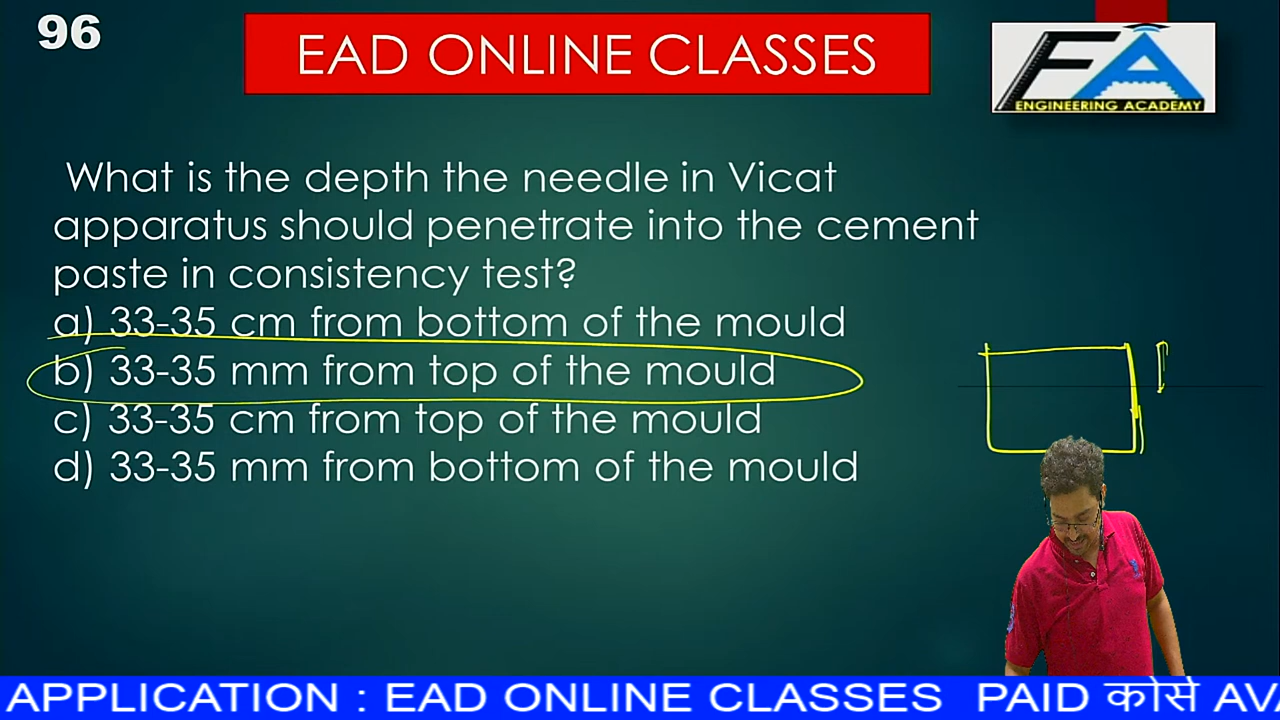 96
EAD ONLINE CLASSES
ENGINEERING ACADEMY
What is the depth the needle in Vicat
apparatus should penetrate into the cement
paste in consistency test?
a) 33-35 cm from bottom of the mould
b) 33-35 mm from top of the mould
c) 33-35 cm from top of the mould
d) 33-35 mm from bottom of the mould
APPLICATION : EAD ONLINE CLASSES PAID कोर्स